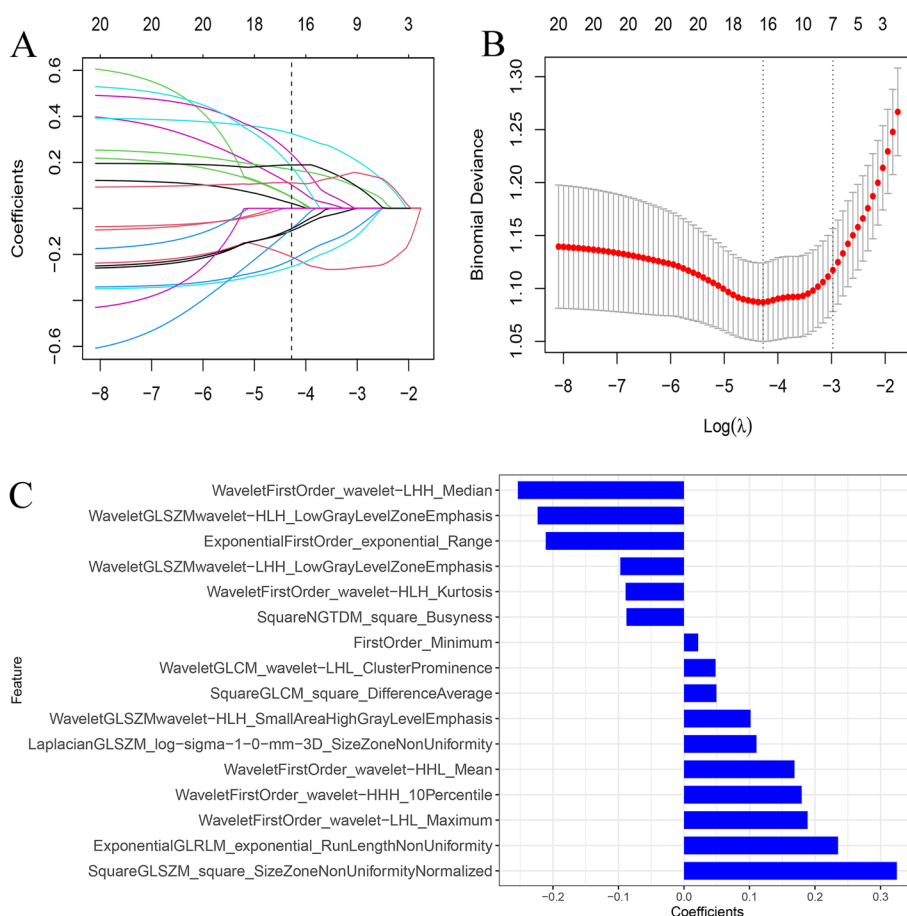 A
20 20 20 18 16 9 3
Coefficients
0.6
0.2
−0.2
−0.6
−8 −7 −6 −5 −4 −3 −2
B
20 20 20 20 18 16 10 7 5 3
Binomial Deviance
1.30
1.25
1.20
1.15
1.10
1.05
−8 −7 −6 −5 −4 −3 −2
Log(λ)
C
Feature
WaveletFirstOrder_wavelet−LHH_Median
WaveletGLSZMwavelet−HLH_LowGrayLevelZoneEmphasis
ExponentialFirstOrder_exponential_Range
WaveletGLSZMwavelet−LHH_LowGrayLevelZoneEmphasis
WaveletFirstOrder_wavelet−HLH_Kurtosis
SquareNGTDM_square_Busyness
FirstOrder_Minimum
WaveletGLCM_wavelet−LHL_ClusterProminence
SquareGLCM_square_DifferenceAverage
WaveletGLSZMwavelet−HLH_SmallAreaHighGrayLevelEmphasis
LaplacianGLSZM_log−sigma−1−0−mm−3D_SizeZoneNonUniformity
WaveletFirstOrder_wavelet−HHL_Mean
WaveletFirstOrder_wavelet−HHH_10Percentile
WaveletFirstOrder_wavelet−LHL_Maximum
ExponentialGLRLM_exponential_RunLengthNonUniformity
SquareGLSZM_square_SizeZoneNonUniformityNormalized
−0.2 −0.1 0.0 0.1 0.2 0.3
Coefficients